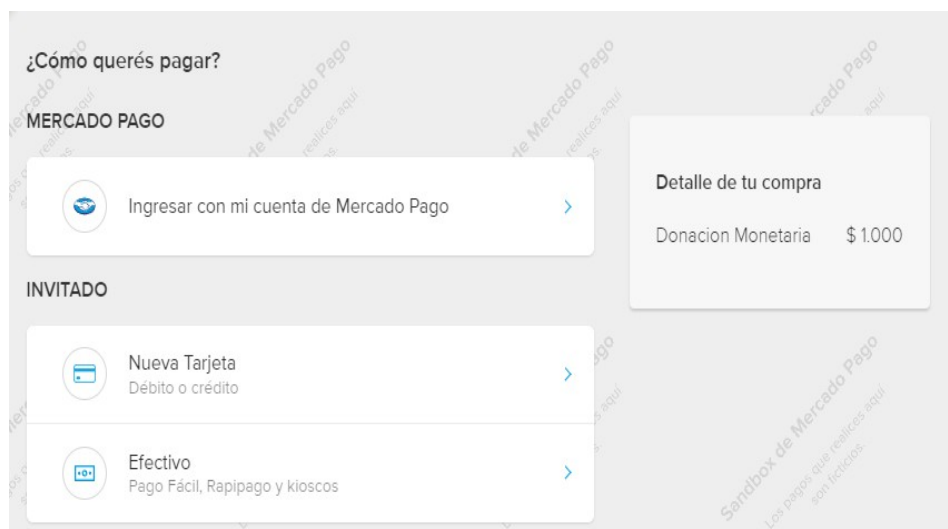 ¿Cómo querés pagar?
MERCADO PAGO
Ingresar con mi cuenta de Mercado Pago
INVITADO
Nueva Tarjeta
Débito o crédito
Efectivo
Pago Fácil, Rapipago y kioscos
Detalle de tu compra
Donacion Monetaria $ 1.000
Sandbox de Mercado Pago
Los pagos que realices aquí
son ficticios.